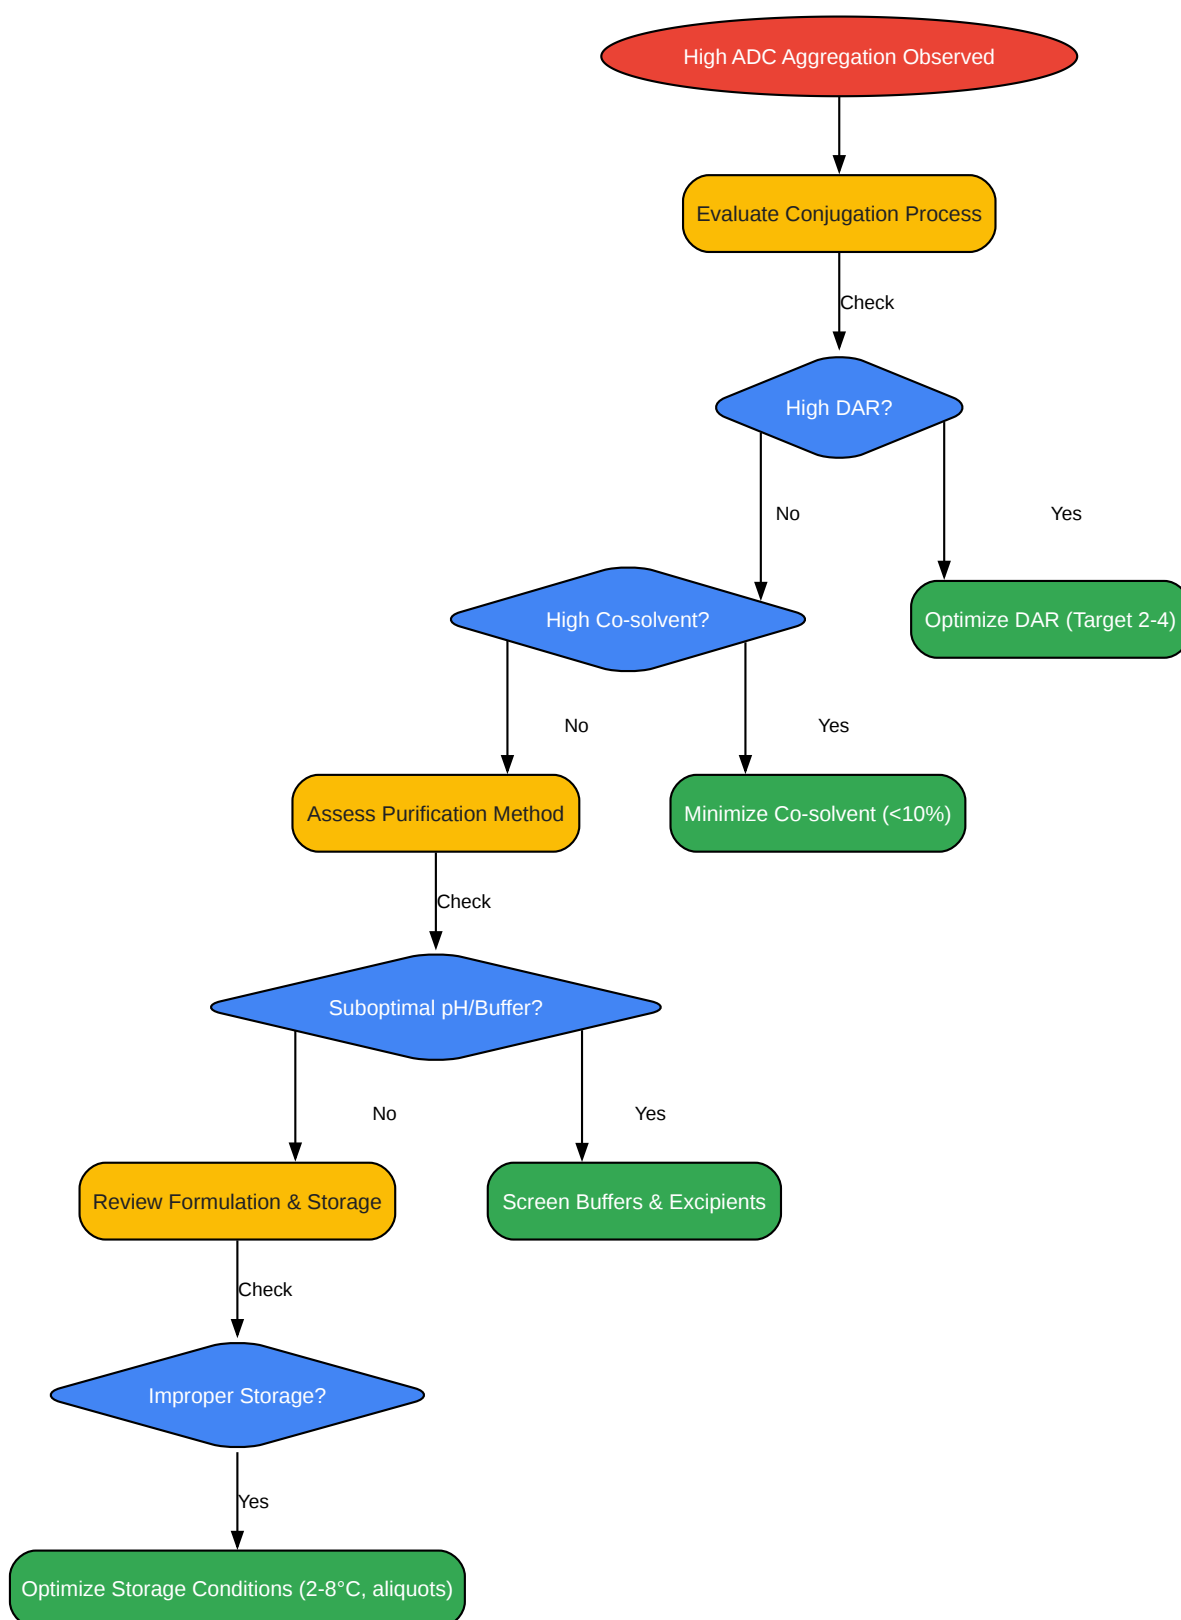 High ADC Aggregation Observed
Evaluate Conjugation Process
Check
High DAR?
No
Yes
High Co-solvent?
Optimize DAR (Target 2-4)
No
Yes
Assess Purification Method
Minimize Co-solvent (<10%)
Check
Suboptimal pH/Buffer?
No
Yes
Review Formulation & Storage
Screen Buffers & Excipients
Check
Improper Storage?
Yes
Optimize Storage Conditions (2-8°C, aliquots)